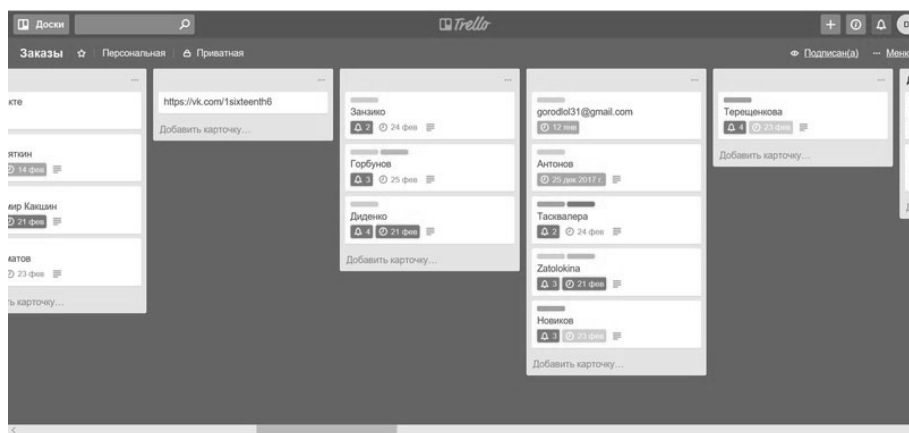 Доски
Trello
Заказы Персональная Приватная
Подписан(а) Меню
кте
яткин
14 фев
мир Какшин
21 фев
матов
23 фев
ть карточку…
https://vk.com/1sixteenth6
Добавить карточку…
Занзико
2 24 фев
Горбунов
3 25 фев
Диденко
4 21 фев
Добавить карточку…
gorodlol31@gmail.com
12 янв
Антонов
25 дек 2017 г.
Тасквалера
2 24 фев
Zatolokina
3 21 фев
Новиков
3 23 фев
Добавить карточку…
Терещенкова
4 23 фев
Добавить карточку…